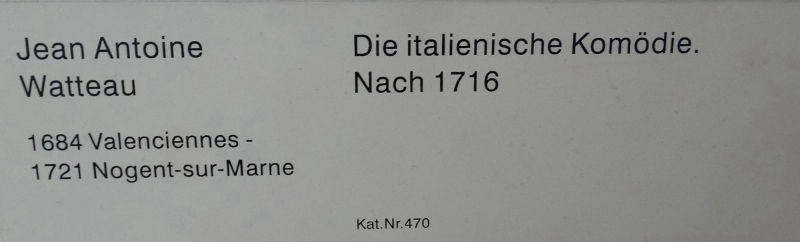 Jean Antoine
Watteau
1684 Valenciennes -
1721 Nogent-sur-Marne
Die italienische Komödie.
Nach 1716
Kat.Nr.470